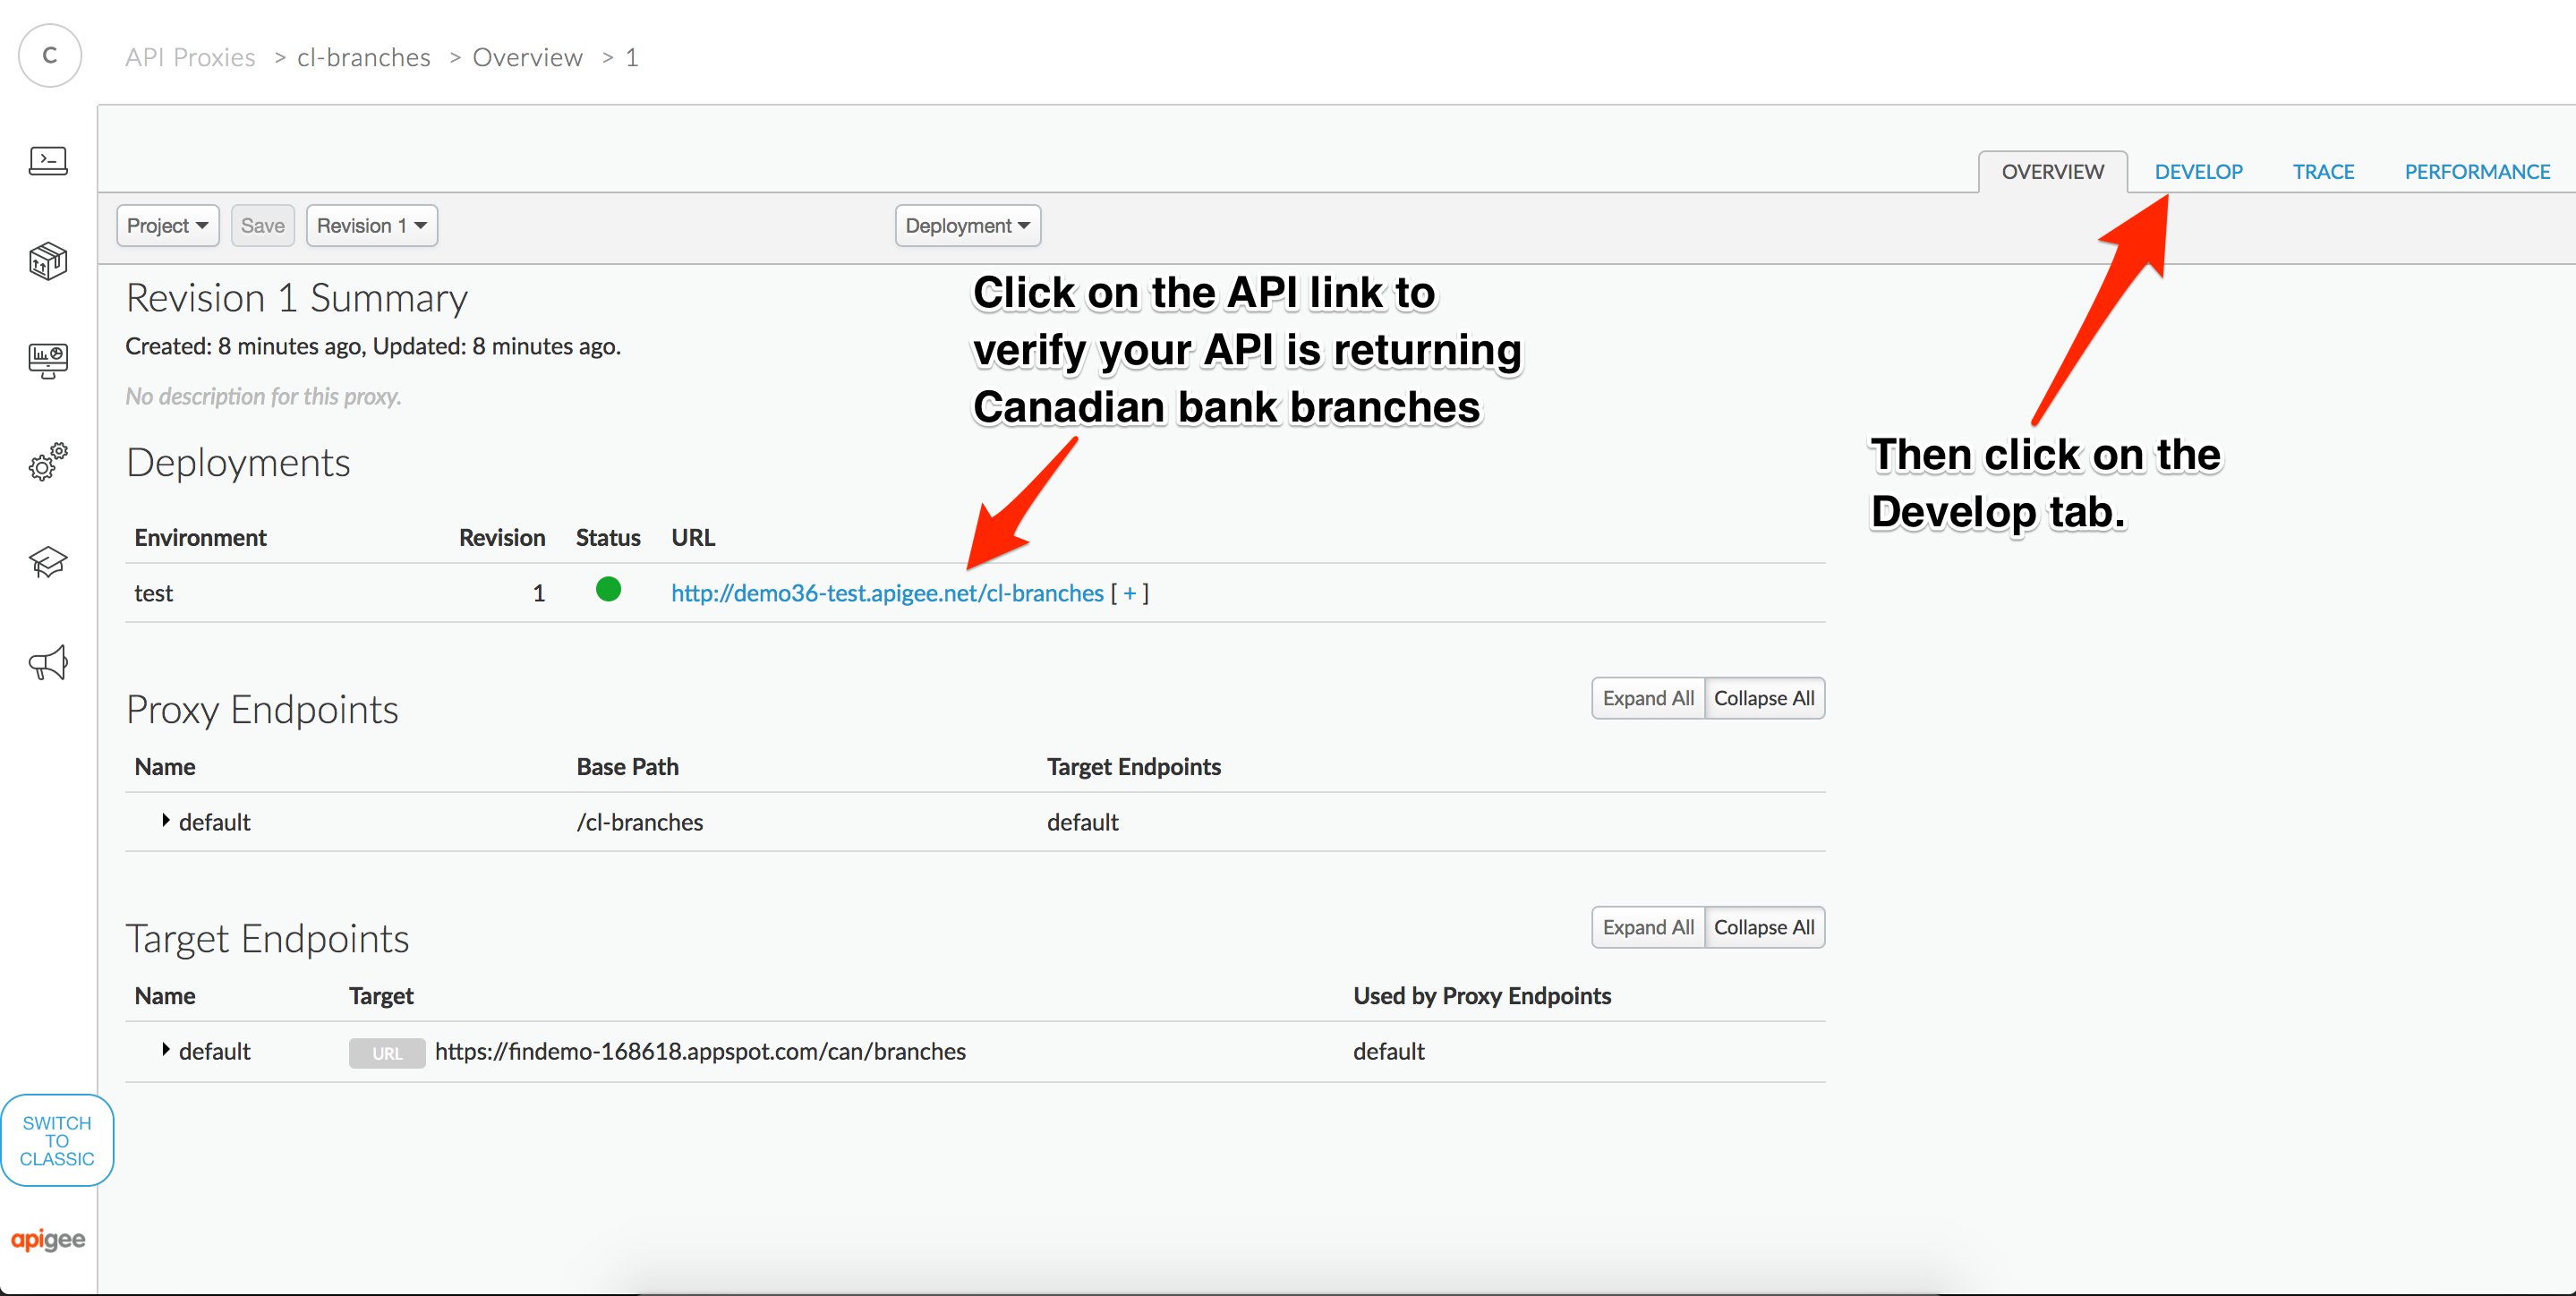 C
API Proxies > cl-branches > Overview > 1
OVERVIEW DEVELOP TRACE PERFORMANCE
Project Save Revision 1 Deployment
Revision 1 Summary
Created: 8 minutes ago, Updated: 8 minutes ago.
No description for this proxy.
Click on the API link to
verify your API is returning
Canadian bank branches
Then click on the
Develop tab.
Deployments
Environment Revision Status URL
test 1 http://demo36-test.apigee.net/cl-branches [ + ]
Proxy Endpoints
Expand All Collapse All
Name Base Path Target Endpoints
default /cl-branches default
Target Endpoints
Expand All Collapse All
Name Target Used by Proxy Endpoints
default URL https://findemo-168618.appspot.com/can/branches default
SWITCH
TO
CLASSIC
apigee